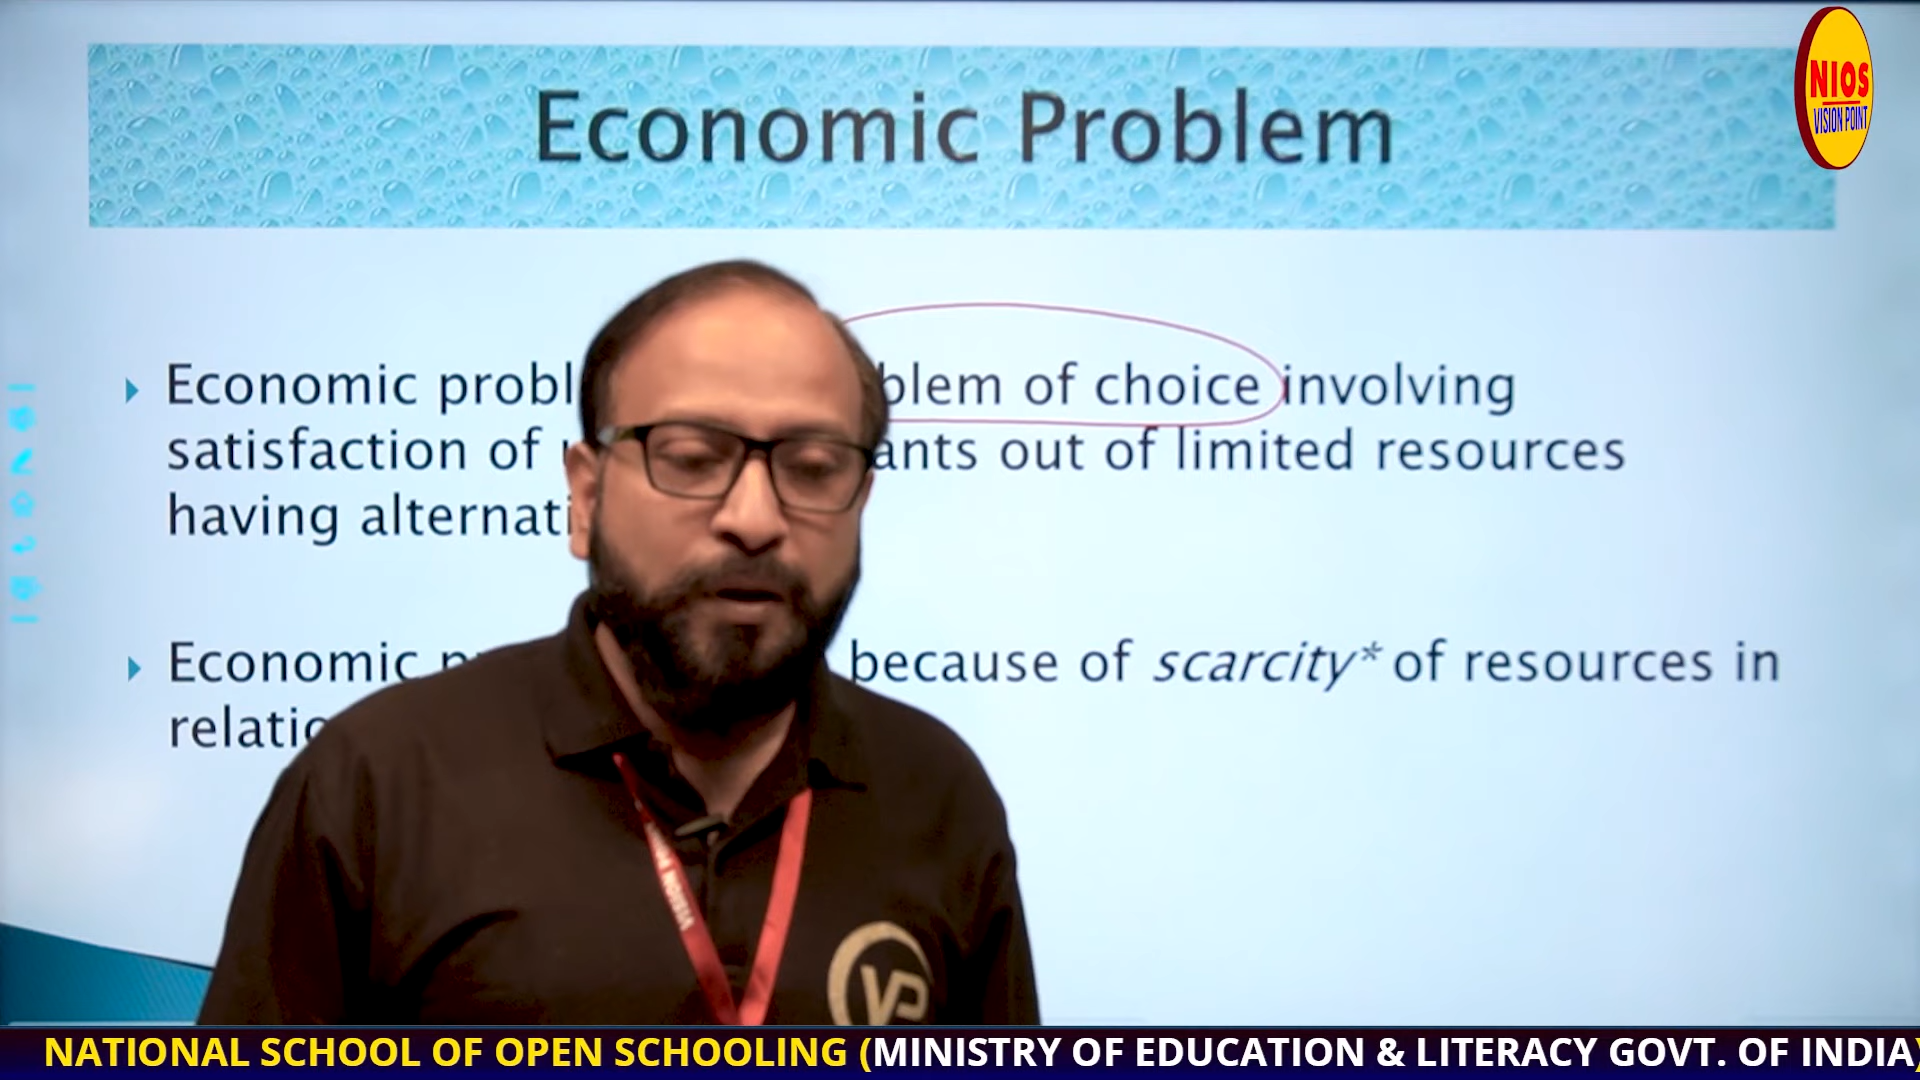 Economic Problem
NIOS
VISION POINT
Economic probl blem of choice involving
satisfaction of ants out of limited resources
having alternati
Economic because of scarcity* of resources in
relatio
VISION
VP
NATIONAL SCHOOL OF OPEN SCHOOLING (MINISTRY OF EDUCATION & LITERACY GOVT. OF INDIA)